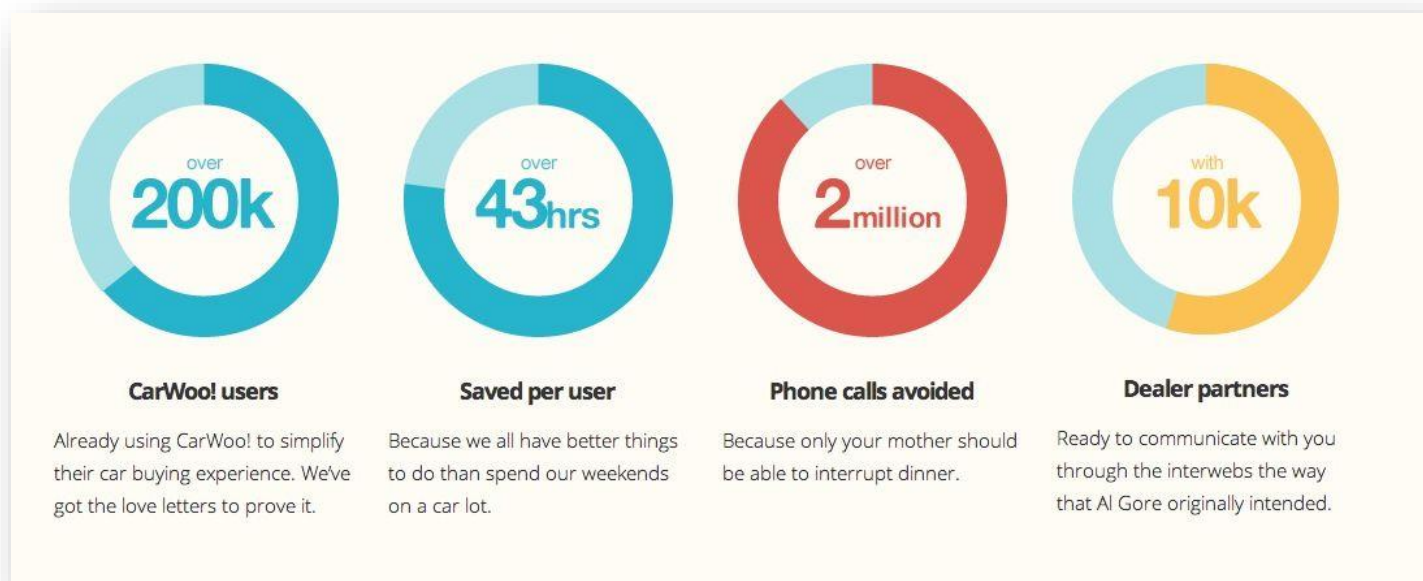 over
200k
CarWoo! users
Already using CarWoo! to simplify
their car buying experience. We've
got the love letters to prove it.
over
43hrs
Saved per user
Because we all have better things
to do than spend our weekends
on a car lot.
over
2million
Phone calls avoided
Because only your mother should
be able to interrupt dinner.
with
10k
Dealer partners
Ready to communicate with you
through the interwebs the way
that Al Gore originally intended.